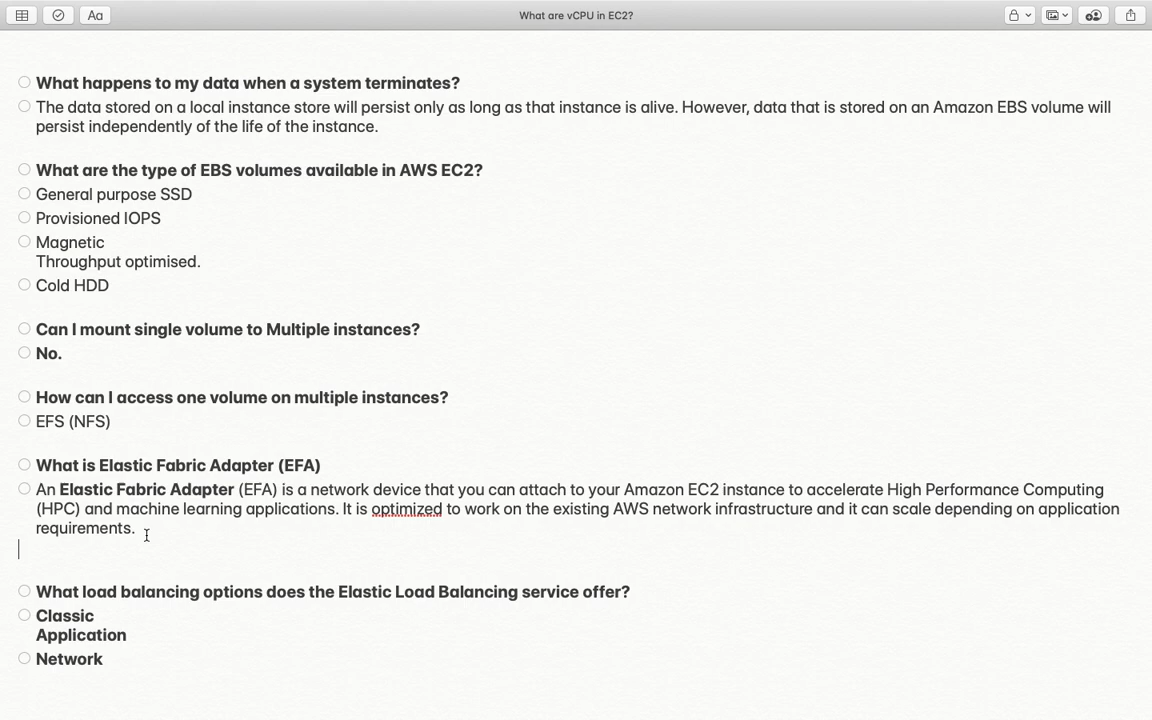 Aa
What are vCPU in EC2?
What happens to my data when a system terminates?
The data stored on a local instance store will persist only as long as that instance is alive. However, data that is stored on an Amazon EBS volume will
persist independently of the life of the instance.
What are the type of EBS volumes available in AWS EC2?
General purpose SSD
Provisioned IOPS
Magnetic
Throughput optimised.
Cold HDD
Can I mount single volume to Multiple instances?
No.
How can I access one volume on multiple instances?
EFS (NFS)
What is Elastic Fabric Adapter (EFA)
An Elastic Fabric Adapter (EFA) is a network device that you can attach to your Amazon EC2 instance to accelerate High Performance Computing
(HPC) and machine learning applications. It is optimized to work on the existing AWS network infrastructure and it can scale depending on application
requirements.
What load balancing options does the Elastic Load Balancing service offer?
Classic
Application
Network